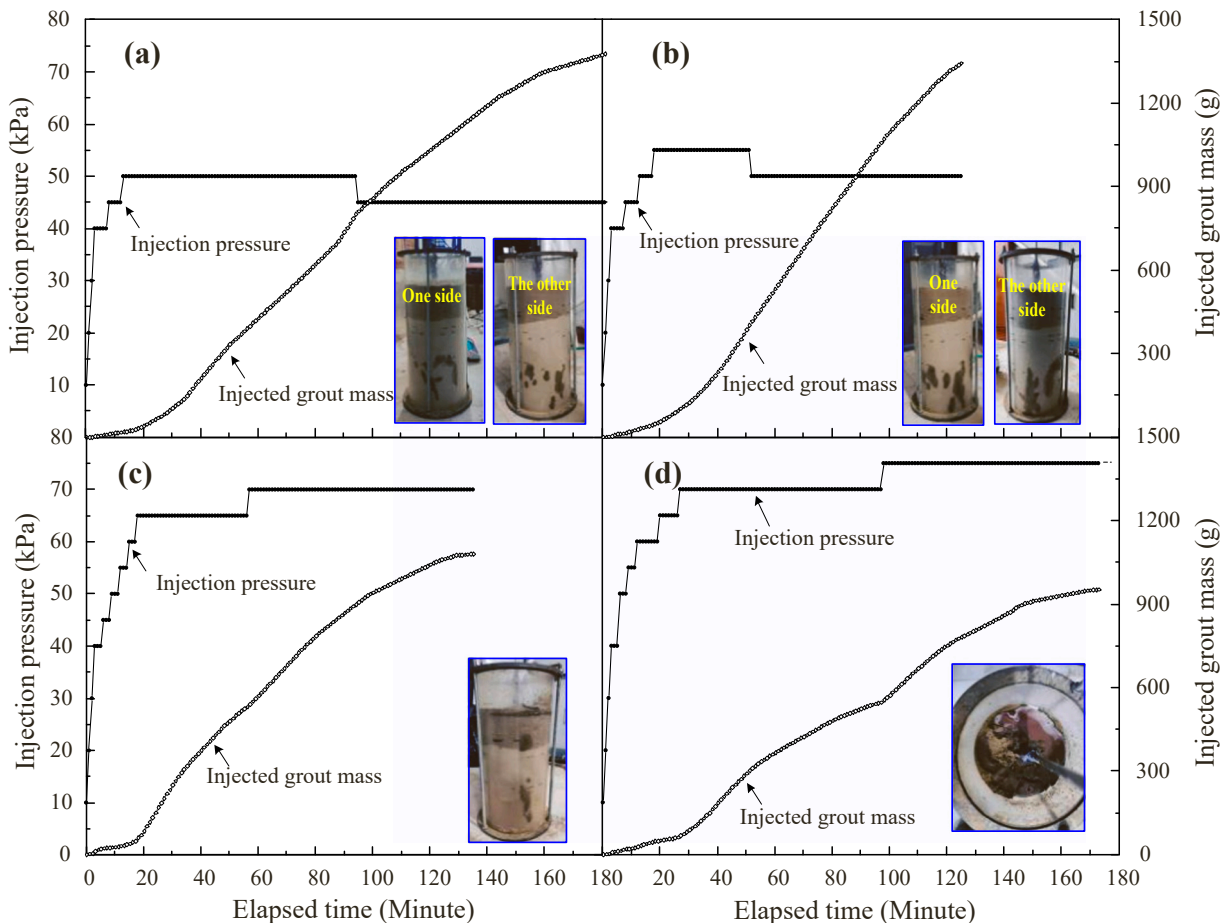 80
70
60
50
40
30
20
10
80
Injection pressure (kPa)
(a)
Injection pressure
Injected grout mass
One side
The other
side
(b)
Injection pressure
Injected grout mass
One
side
The other
side
1500
1200
900
600
300
1500
Injected grout mass (g)
70
60
50
40
30
20
10
0
Injection pressure (kPa)
(c)
Injection pressure
Injected grout mass
(d)
Injection pressure
Injected grout mass
1200
900
600
300
0
Injected grout mass (g)
0 20 40 60 80 100 120 140 160 180 20 40 60 80 100 120 140 160 180
Elapsed time (Minute) Elapsed time (Minute)